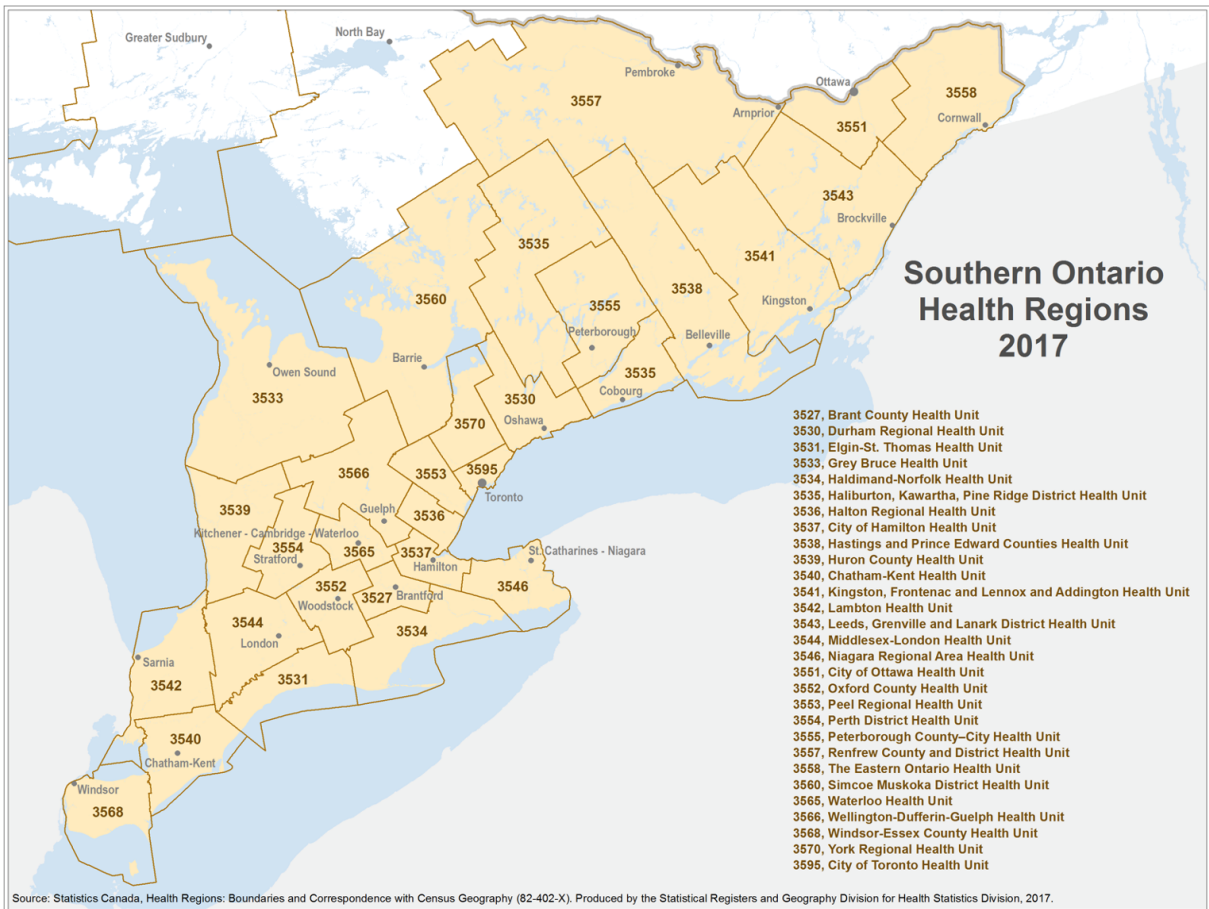 Greater Sudbury
North Bay
Pembroke
3557
Ottawa
3558
Arnprior
3551
Cornwall
3543
Brockville
3535
3541
3560
3555
3538
Kingston
Peterborough
Belleville
Barrie
Owen Sound
3535
3533
3530
Cobourg
Oshawa
3570
3566
3553
3595
Toronto
3539
Guelph
3536
Kitchener - Cambridge - Waterloo
3554
3565
3537
Stratford
Hamilton
St. Catharines - Niagara
3552
3546
3527
Brantford
Woodstock
3544
3534
London
Sarnia
3542
3531
3540
Chatham-Kent
Windsor
3568
Southern Ontario
Health Regions
2017
3527, Brant County Health Unit
3530, Durham Regional Health Unit
3531, Elgin-St. Thomas Health Unit
3533, Grey Bruce Health Unit
3534, Haldimand-Norfolk Health Unit
3535, Haliburton, Kawartha, Pine Ridge District Health Unit
3536, Halton Regional Health Unit
3537, City of Hamilton Health Unit
3538, Hastings and Prince Edward Counties Health Unit
3539, Huron County Health Unit
3540, Chatham-Kent Health Unit
3541, Kingston, Frontenac and Lennox and Addington Health Unit
3542, Lambton Health Unit
3543, Leeds, Grenville and Lanark District Health Unit
3544, Middlesex-London Health Unit
3546, Niagara Regional Area Health Unit
3551, City of Ottawa Health Unit
3552, Oxford County Health Unit
3553, Peel Regional Health Unit
3554, Perth District Health Unit
3555, Peterborough County–City Health Unit
3557, Renfrew County and District Health Unit
3558, The Eastern Ontario Health Unit
3560, Simcoe Muskoka District Health Unit
3565, Waterloo Health Unit
3566, Wellington-Dufferin-Guelph Health Unit
3568, Windsor-Essex County Health Unit
3570, York Regional Health Unit
3595, City of Toronto Health Unit
Source: Statistics Canada, Health Regions: Boundaries and Correspondence with Census Geography (82-402-X). Produced by the Statistical Registers and Geography Division for Health Statistics Division, 2017.